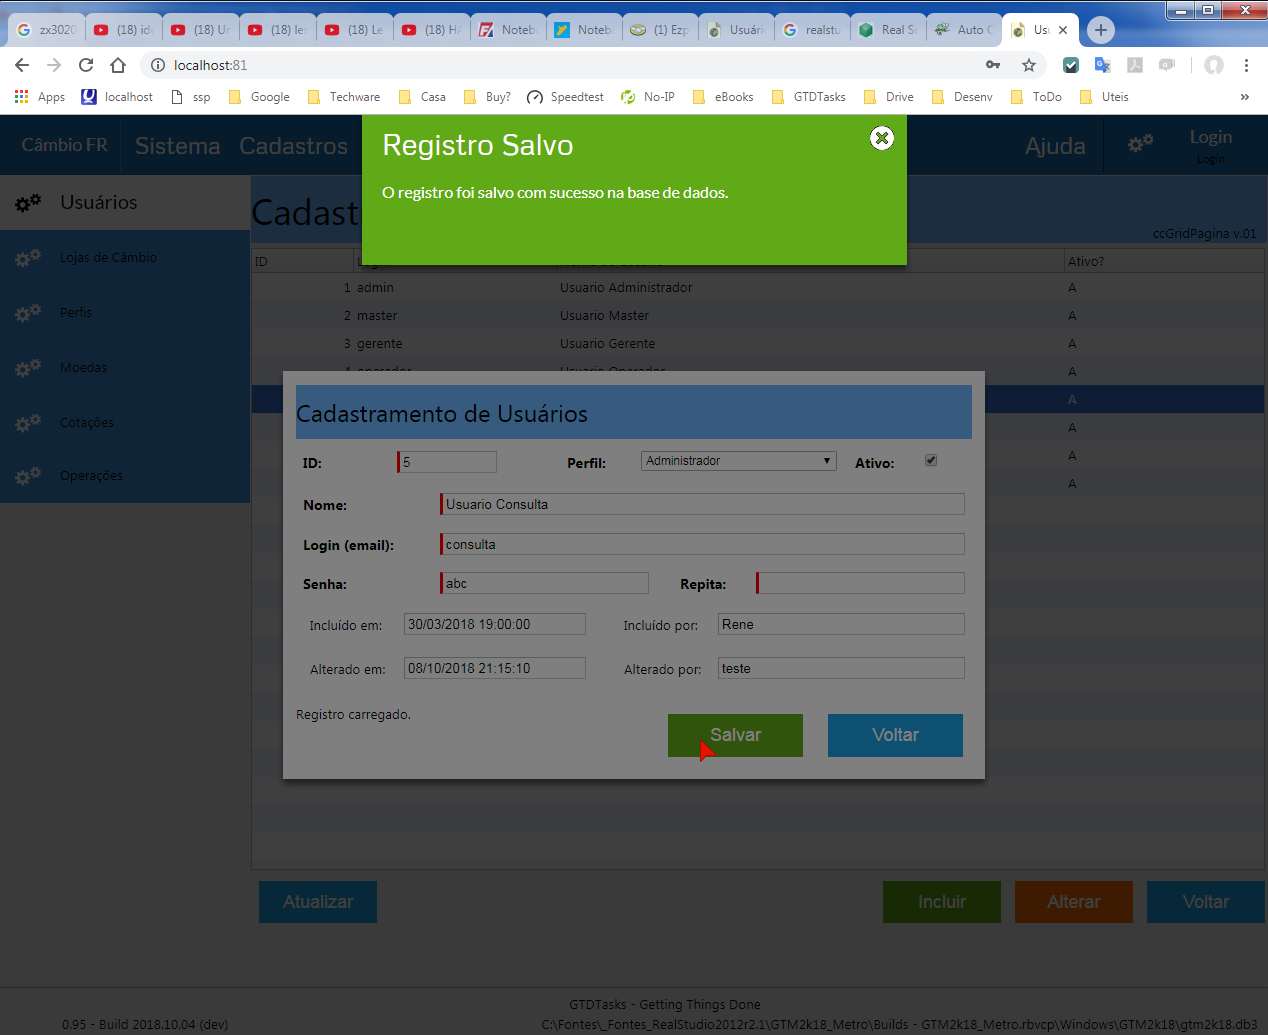 zx3020
(18) ide
(18) Ur
(18) ler
(18) Le
(18) HA
Noteb
Noteb
(1) Ezp
Usuári
realstu
Real S
Auto C
Usu
localhost:81
Apps
localhost
ssp
Google
Techware
Casa
Buy?
Speedtest
No-IP
eBooks
GTDTasks
Drive
Desenv
ToDo
Uteis
»
Câmbio FR
Sistema
Cadastros
Ajuda
Login
Login
Registro Salvo
O registro foi salvo com sucesso na base de dados.
Usuários
Lojas de Câmbio
Perfis
Moedas
Cotações
Operações
Cadast
ccGridPagina v.01
ID Ativo?
1 admin Usuario Administrador A
2 master Usuario Master A
3 gerente Usuario Gerente A
4 operador Usuario Operador A
A
A
A
A
Cadastramento de Usuários
ID: 5 Perfil: Administrador Ativo:
Nome: Usuario Consulta
Login (email): consulta
Senha: abc Repita:
Incluído em: 30/03/2018 19:00:00 Incluído por: Rene
Alterado em: 08/10/2018 21:15:10 Alterado por: teste
Registro carregado.
Salvar Voltar
Atualizar Incluir Alterar Voltar
GTDTasks - Getting Things Done
0.95 - Build 2018.10.04 (dev) C:\Fontes\_Fontes_RealStudio2012r2.1\GTM2k18_Metro\Builds - GTM2k18_Metro.rbvcp\Windows\GTM2k18\gtm2k18.db3